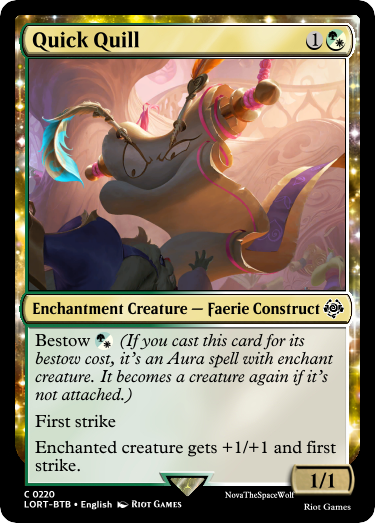 Quick Quill
1
Enchantment Creature — Faerie Construct
Bestow (If you cast this card for its
bestow cost, it's an Aura spell with enchant
creature. It becomes a creature again if it's
not attached.)
First strike
Enchanted creature gets +1/+1 and first
strike.
1/1
C 0220
LORT-BTB • English Riot Games
NovaTheSpaceWolf
Riot Games